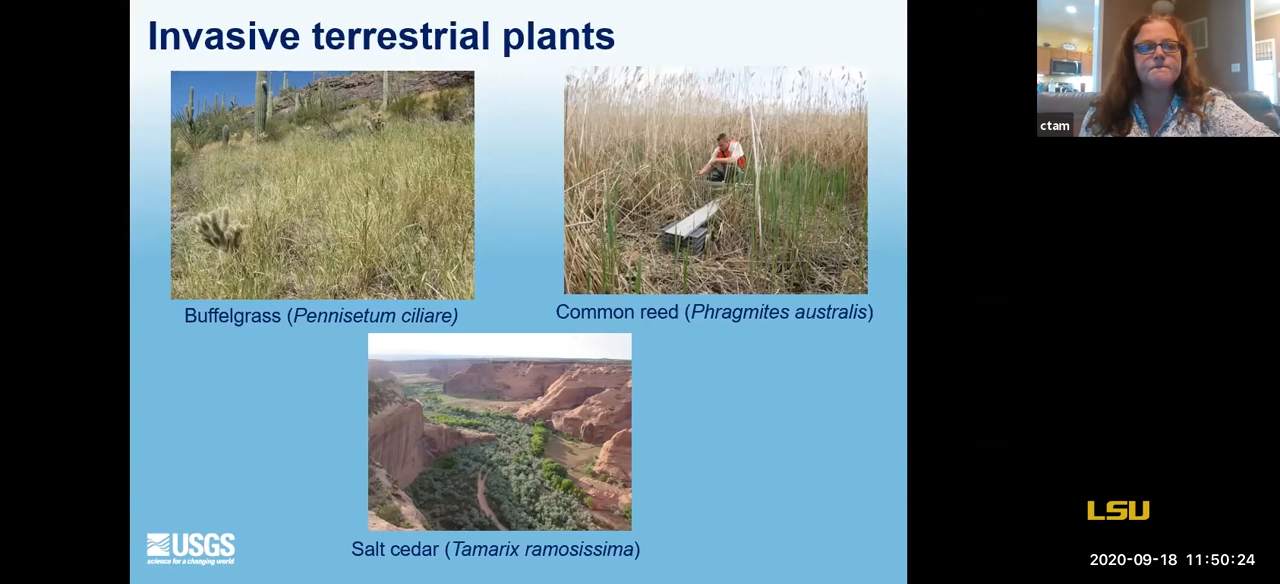 Invasive terrestrial plants
ctam
Buffelgrass (Pennisetum ciliare)
Common reed (Phragmites australis)
Salt cedar (Tamarix ramosissima)
USGS
science for a changing world
LSU
2020-09-18 11:50:24